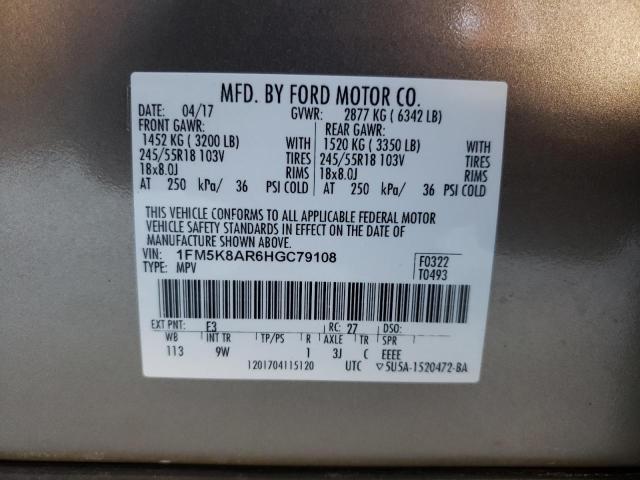 MFD. BY FORD MOTOR CO.
DATE: 04/17 GVWR: 2877 KG ( 6342 LB)
FRONT GAWR: REAR GAWR:
1452 KG ( 3200 LB) WITH 1520 KG ( 3350 LB) WITH
245/55R18 103V TIRES 245/55R18 103V TIRES
18x8.0J RIMS 18x8.0J RIMS
AT 250 kPa/ 36 PSI COLD AT 250 kPa/ 36 PSI COLD
THIS VEHICLE CONFORMS TO ALL APPLICABLE FEDERAL MOTOR
VEHICLE SAFETY STANDARDS IN EFFECT ON THE DATE OF
MANUFACTURE SHOWN ABOVE.
VIN: 1FM5K8AR6HGC79108 F0322
TYPE: MPV T0493
EXT PNT: E3 RC: 27 DSO:
WB INT TR TP/PS R AXLE TR SPR
113 9W 1 3J C EEEE
1201704115120 UTC ▽5U5A-1520472-BA